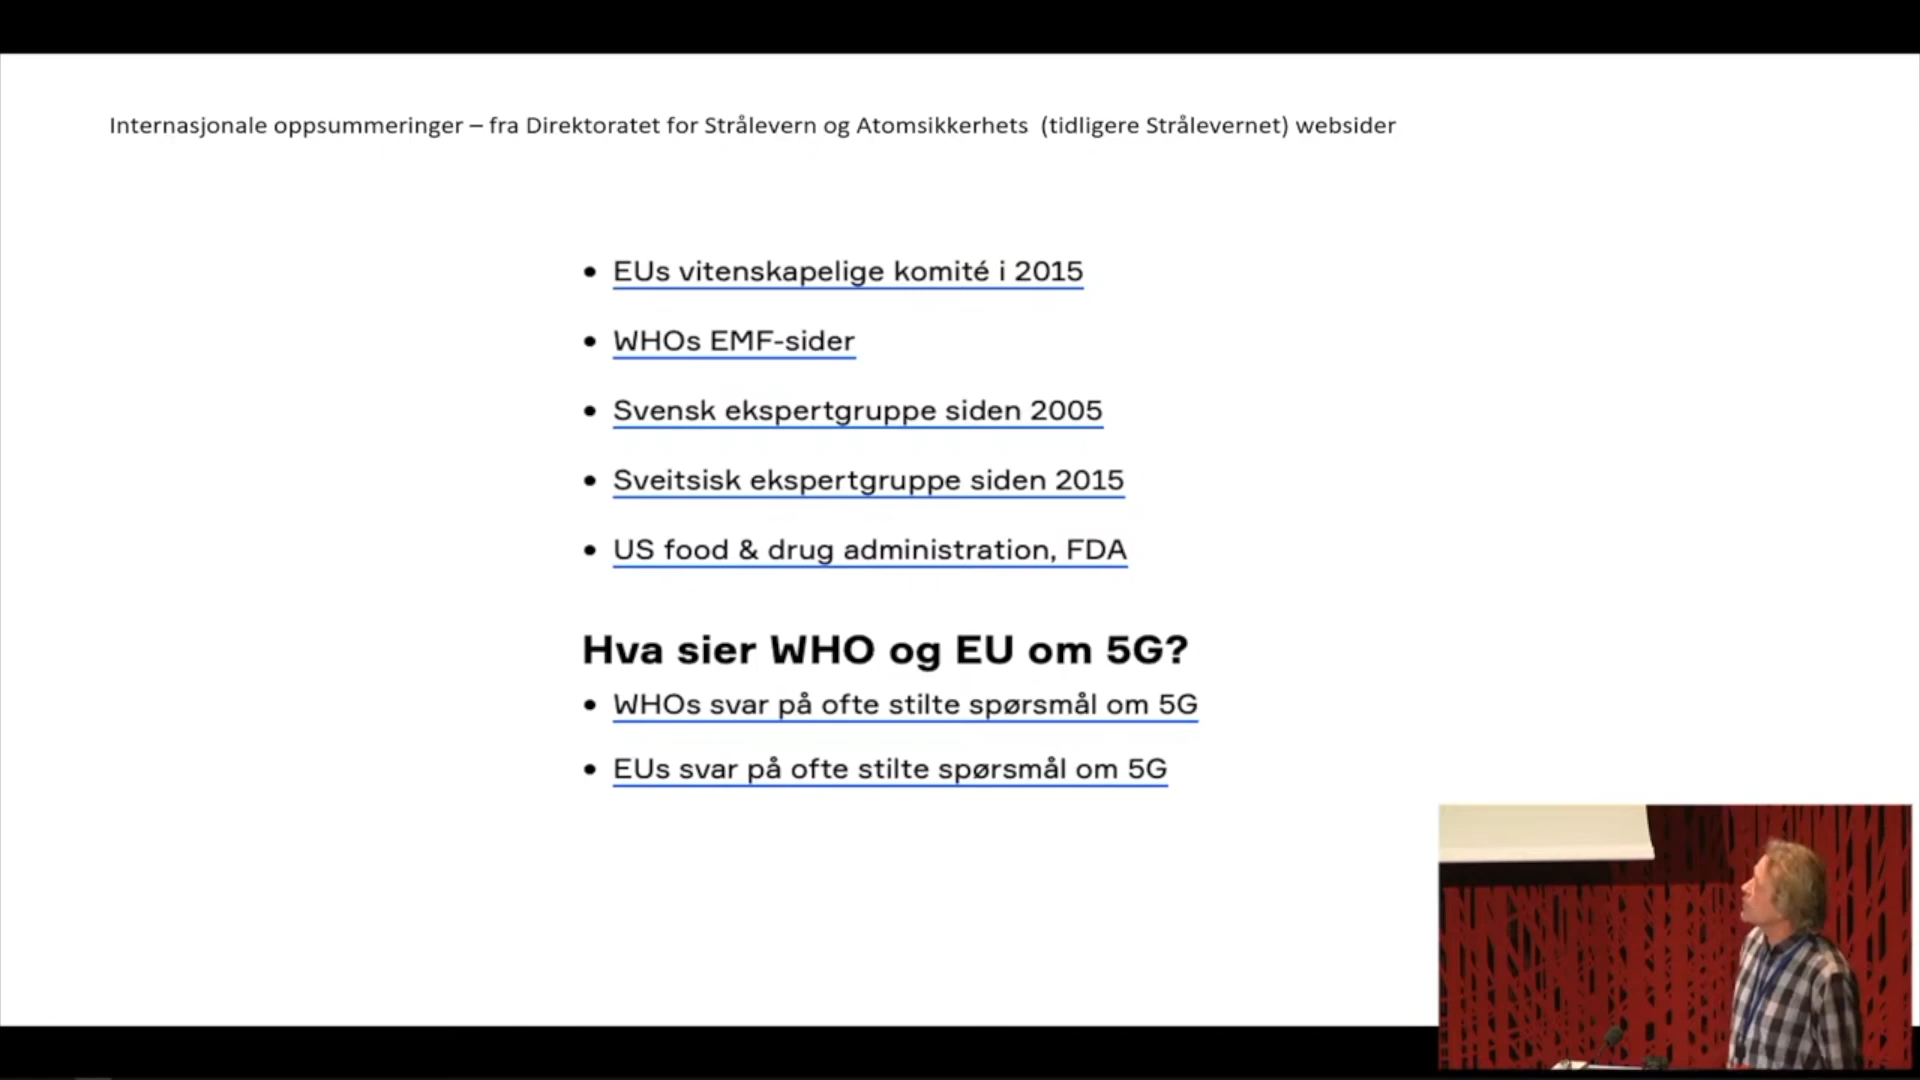 Internasjonale oppsummeringer – fra Direktoratet for Strålevern og Atomsikkerhets (tidligere Strålevernet) websider
• EUs vitenskapelige komité i 2015
• WHOs EMF-sider
• Svensk ekspertgruppe siden 2005
• Sveitsisk ekspertgruppe siden 2015
• US food & drug administration, FDA
Hva sier WHO og EU om 5G?
• WHOs svar på ofte stilte spørsmål om 5G
• EUs svar på ofte stilte spørsmål om 5G